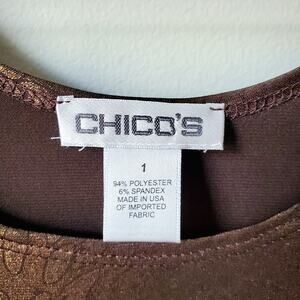 CHICO'S
1
94% POLYESTER
6% SPANDEX
MADE IN USA
OF IMPORTED
FABRIC